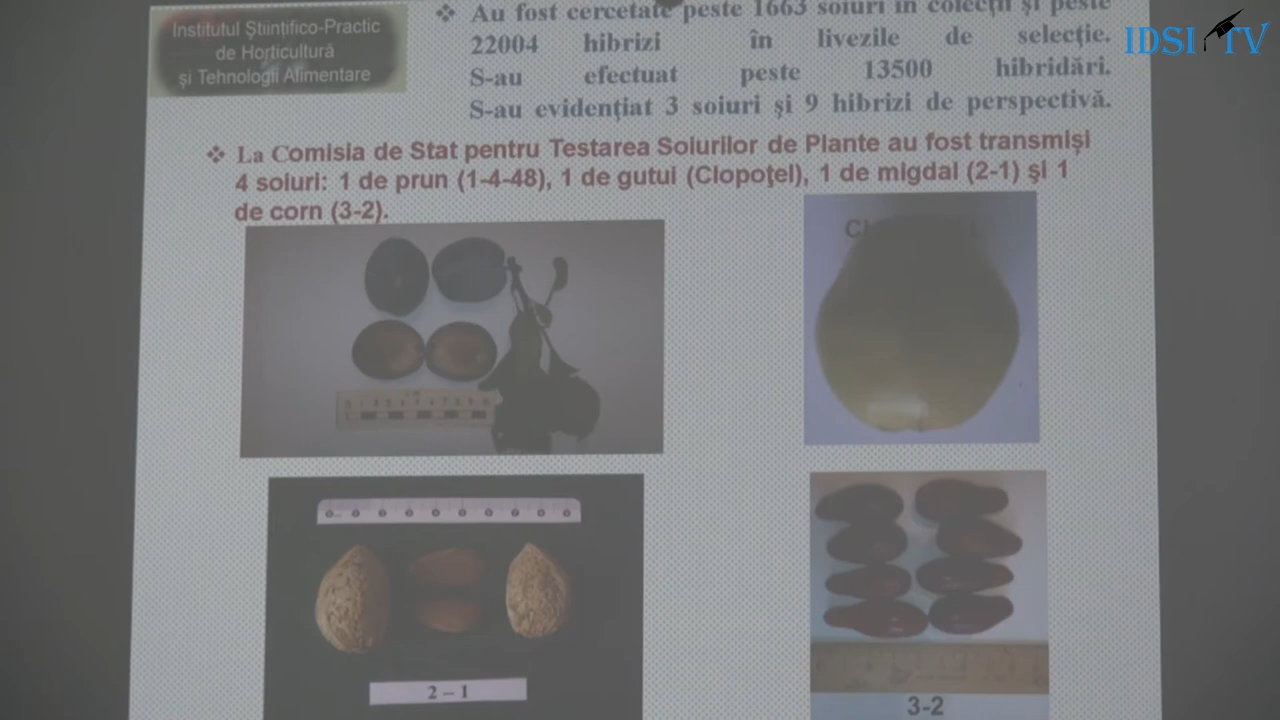 Institutul Științifico-Practic
de Horticultură
și Tehnologii Alimentare
❖ Au fost cercetate peste 1663 soiuri în colecții și peste
22004 hibrizi în livezile de selecție.
S-au efectuat peste 13500 hibridări.
S-au evidențiat 3 soiuri și 9 hibrizi de perspectivă.
IDSI TV
❖ La Comisia de Stat pentru Testarea Soiurilor de Plante au fost transmiși
4 soiuri: 1 de prun (1-4-48), 1 de gutui (Clopoţel), 1 de migdal (2-1) şi 1
de corn (3-2).
2 – 1
3-2